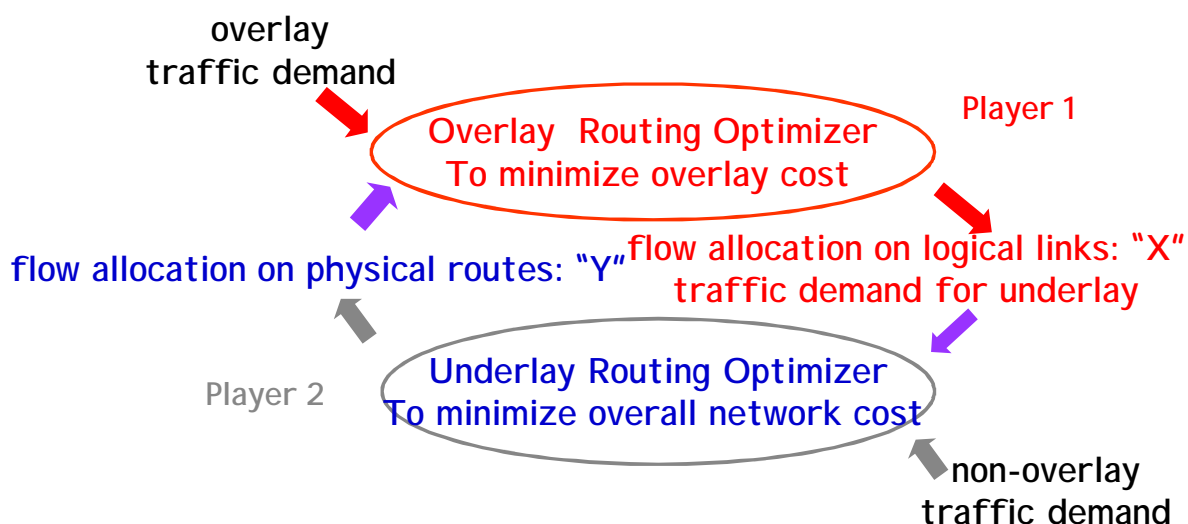 overlay
traffic demand
Player 1
Overlay Routing Optimizer
To minimize overlay cost
flow allocation on physical routes: "Y"
flow allocation on logical links: "X"
traffic demand for underlay
Player 2
Underlay Routing Optimizer
To minimize overall network cost
non-overlay
traffic demand